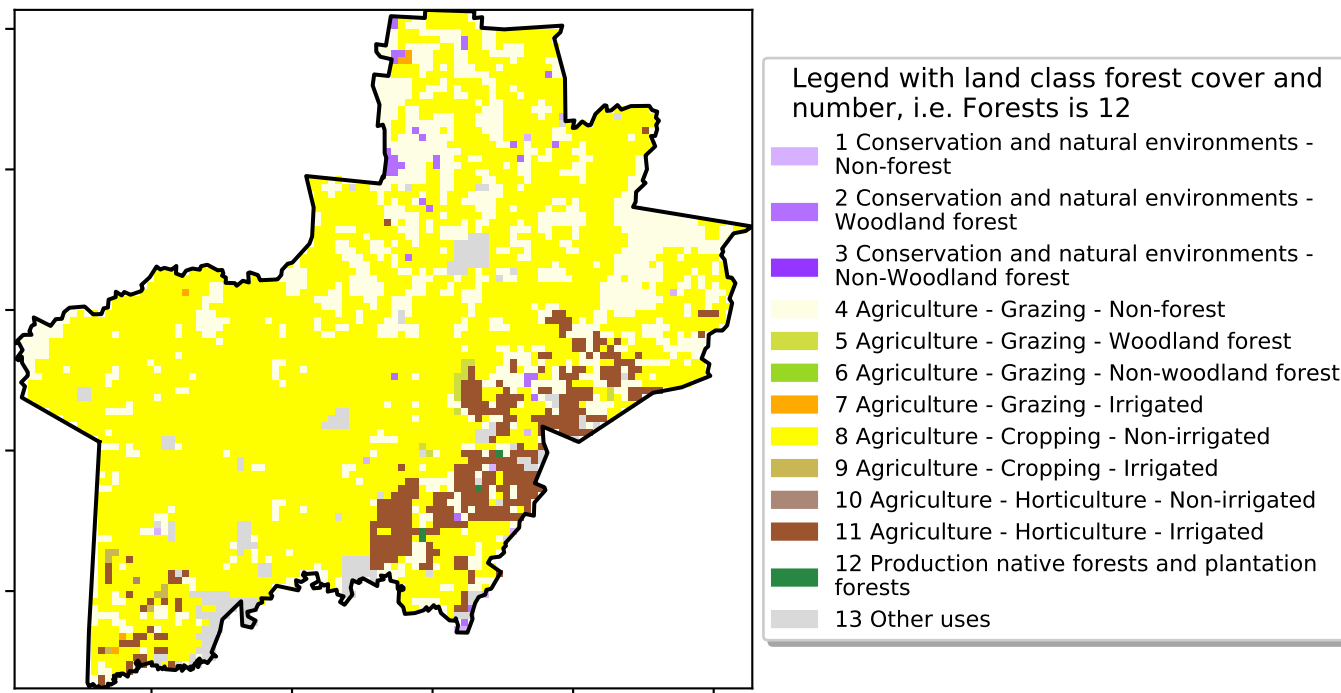 Legend with land class forest cover and
number, i.e. Forests is 12
1 Conservation and natural environments -
Non-forest
2 Conservation and natural environments -
Woodland forest
3 Conservation and natural environments -
Non-Woodland forest
4 Agriculture - Grazing - Non-forest
5 Agriculture - Grazing - Woodland forest
6 Agriculture - Grazing - Non-woodland forest
7 Agriculture - Grazing - Irrigated
8 Agriculture - Cropping - Non-irrigated
9 Agriculture - Cropping - Irrigated
10 Agriculture - Horticulture - Non-irrigated
11 Agriculture - Horticulture - Irrigated
12 Production native forests and plantation
forests
13 Other uses